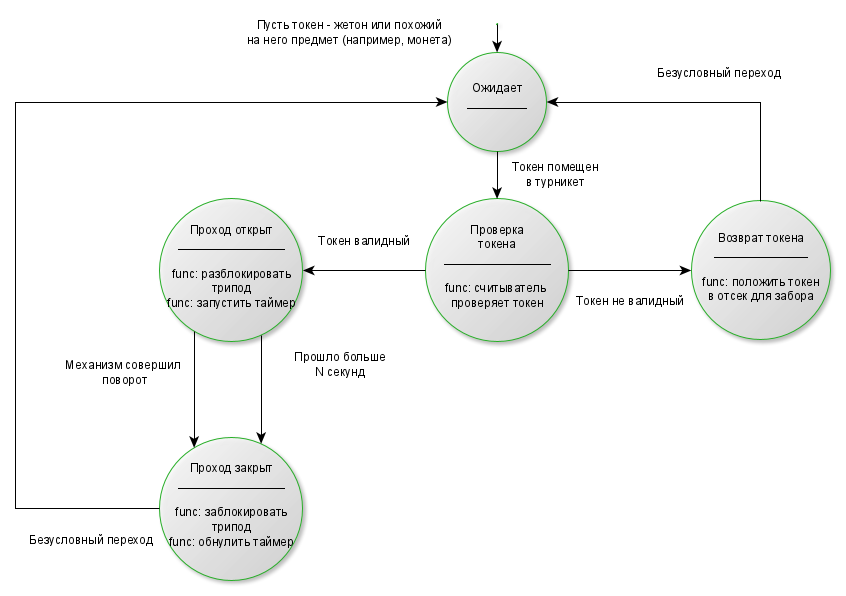 Пусть токен - жетон или похожий
на него предмет (например, монета)
Безусловный переход
Ожидает
Токен помещен
в турникет
Проход открыт
func: разблокировать
трипод
func: запустить таймер
Токен валидный
Проверка
токена
func: считыватель
проверяет токен
Токен не валидный
Возврат токена
func: положить токен
в отсек для забора
Механизм совершил
поворот
Прошло больше
N секунд
Проход закрыт
func: заблокировать
трипод
func: обнулить таймер
Безусловный переход